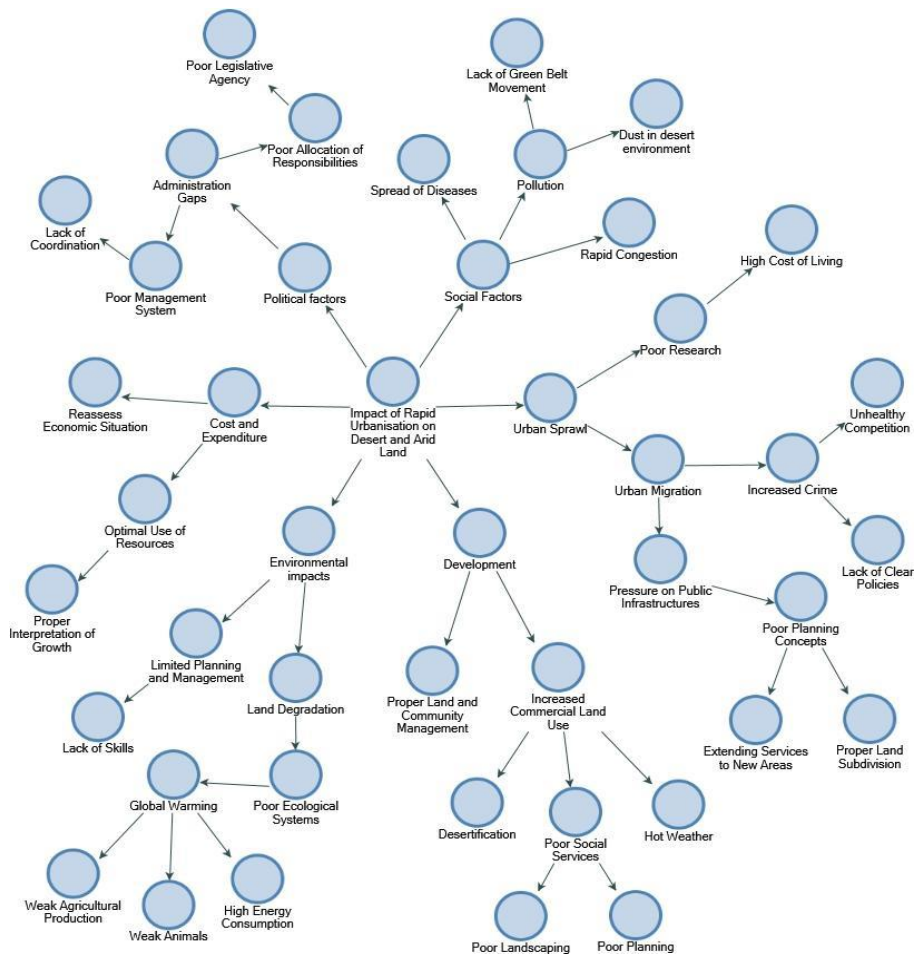 Poor Legislative
Agency
Lack of Green Belt
Movement
Dust in desert
environment
Poor Allocation of
Responsibilities
Administration
Gaps
Spread of Diseases
Pollution
Lack of
Coordination
Rapid Congestion
High Cost of Living
Poor Management
System
Political factors
Social Factors
Poor Research
Reassess
Economic Situation
Cost and
Expenditure
Impact of Rapid
Urbanisation on
Desert and Arid
Land
Urban Sprawl
Unhealthy
Competition
Urban Migration
Increased Crime
Optimal Use of
Resources
Environmental
impacts
Development
Lack of Clear
Policies
Pressure on Public
Infrastructures
Proper
Interpretation of
Growth
Poor Planning
Concepts
Limited Planning
and Management
Land Degradation
Proper Land and
Community
Management
Increased
Commercial Land
Use
Lack of Skills
Extending Services
to New Areas
Proper Land
Subdivision
Global Warming
Poor Ecological
Systems
Desertification
Poor Social
Services
Hot Weather
Weak Agricultural
Production
Weak Animals
High Energy
Consumption
Poor Landscaping
Poor Planning